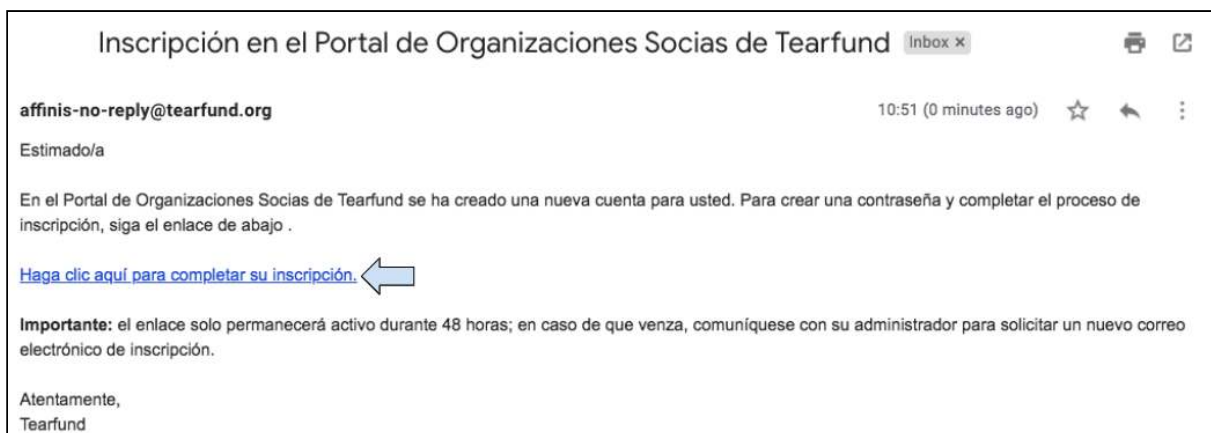 Inscripción en el Portal de Organizaciones Socias de Tearfund Inbox ×
affinis-no-reply@tearfund.org 10:51 (0 minutes ago)
Estimado/a
En el Portal de Organizaciones Socias de Tearfund se ha creado una nueva cuenta para usted. Para crear una contraseña y completar el proceso de
inscripción, siga el enlace de abajo .
Haga clic aquí para completar su inscripción.
Importante: el enlace solo permanecerá activo durante 48 horas; en caso de que venza, comuníquese con su administrador para solicitar un nuevo correo
electrónico de inscripción.
Atentamente,
Tearfund